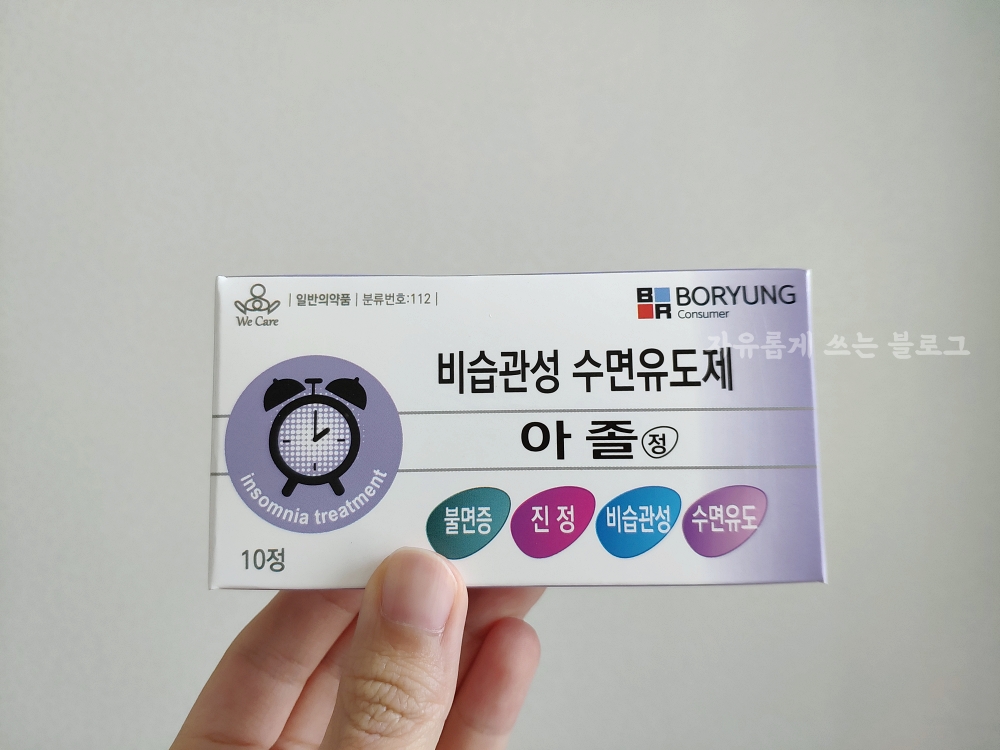 We Care
| 일반의약품 | 분류번호:112 |
BR BORYUNG
Consumer
자유롭게 쓰는 블로그
비습관성 수면유도제
아졸정
insomnia treatment
불면증
진정
비습관성
수면유도
10정